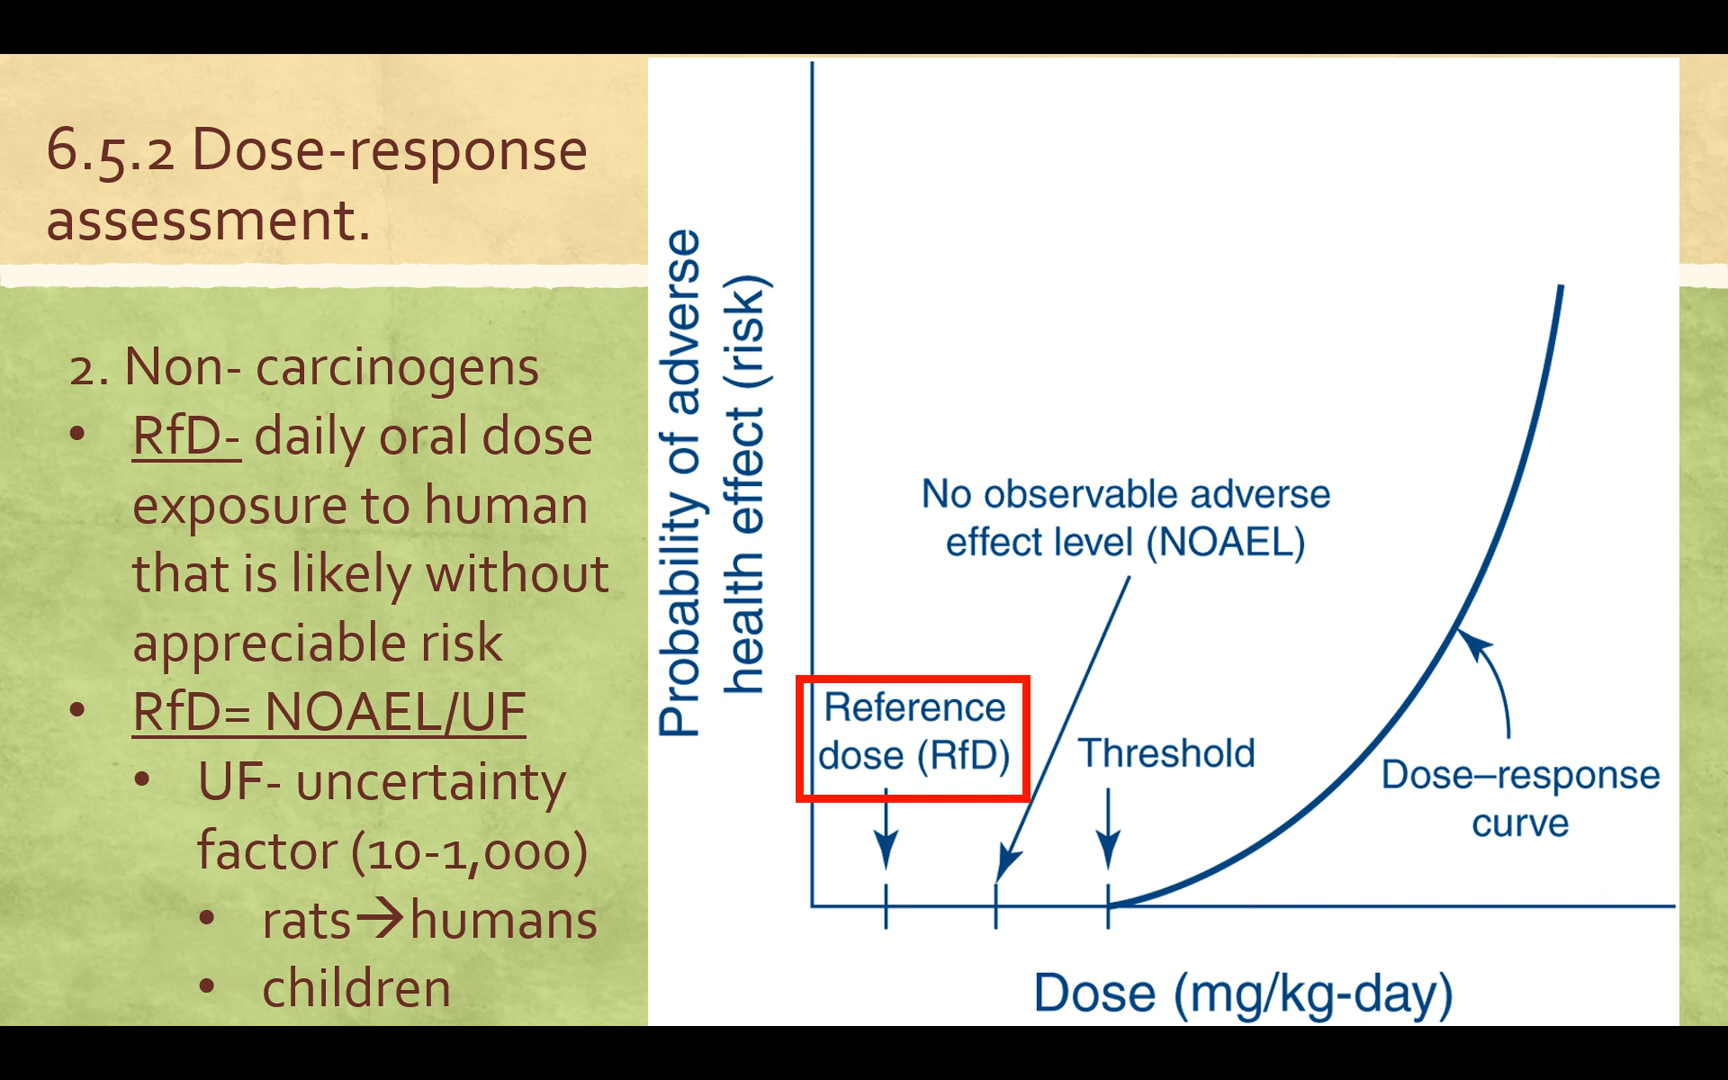 6.5.2 Dose-response
assessment.
2. Non- carcinogens
• RfD- daily oral dose
exposure to human
that is likely without
appreciable risk
• RfD= NOAEL/UF
• UF- uncertainty
factor (10-1,000)
• rats→humans
• children
Probability of adverse
health effect (risk)
No observable adverse
effect level (NOAEL)
Reference
dose (RfD)
Threshold
Dose–response
curve
Dose (mg/kg-day)